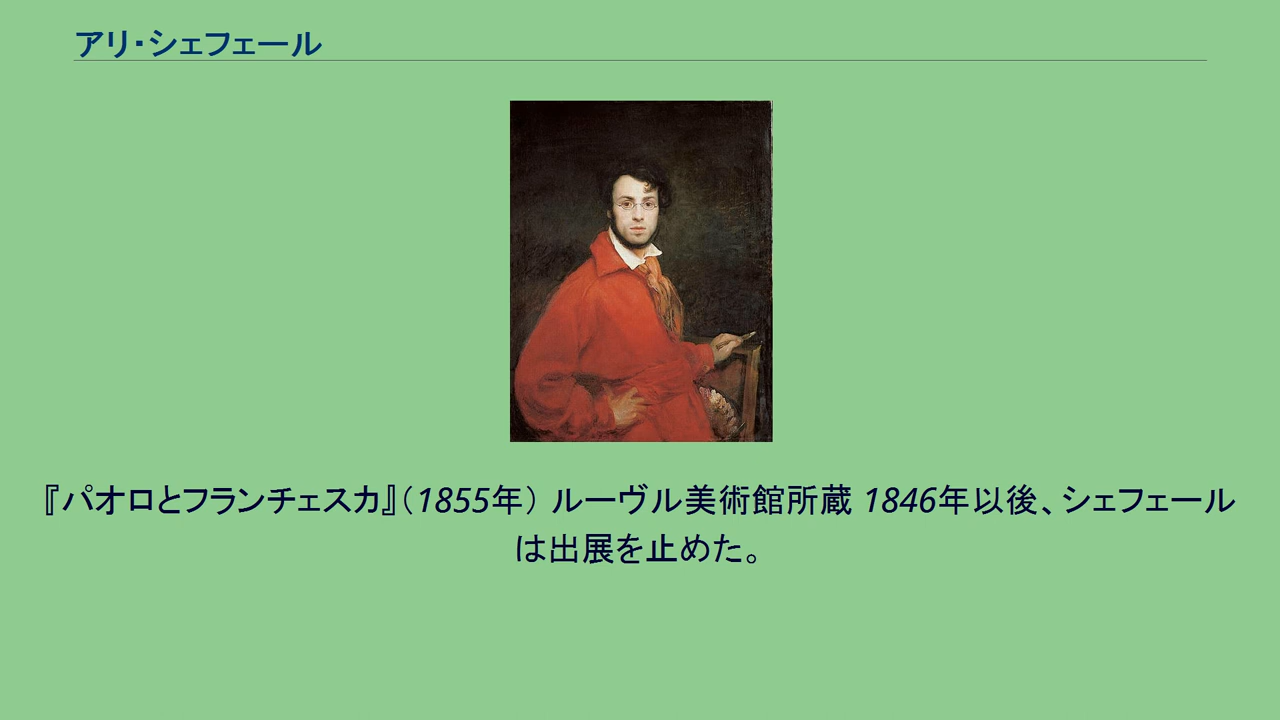 アリ・シェフェール
『パオロとフランチェスカ』（1855年） ルーヴル美術館所蔵 1846年以後、シェフェール
は出展を止めた。